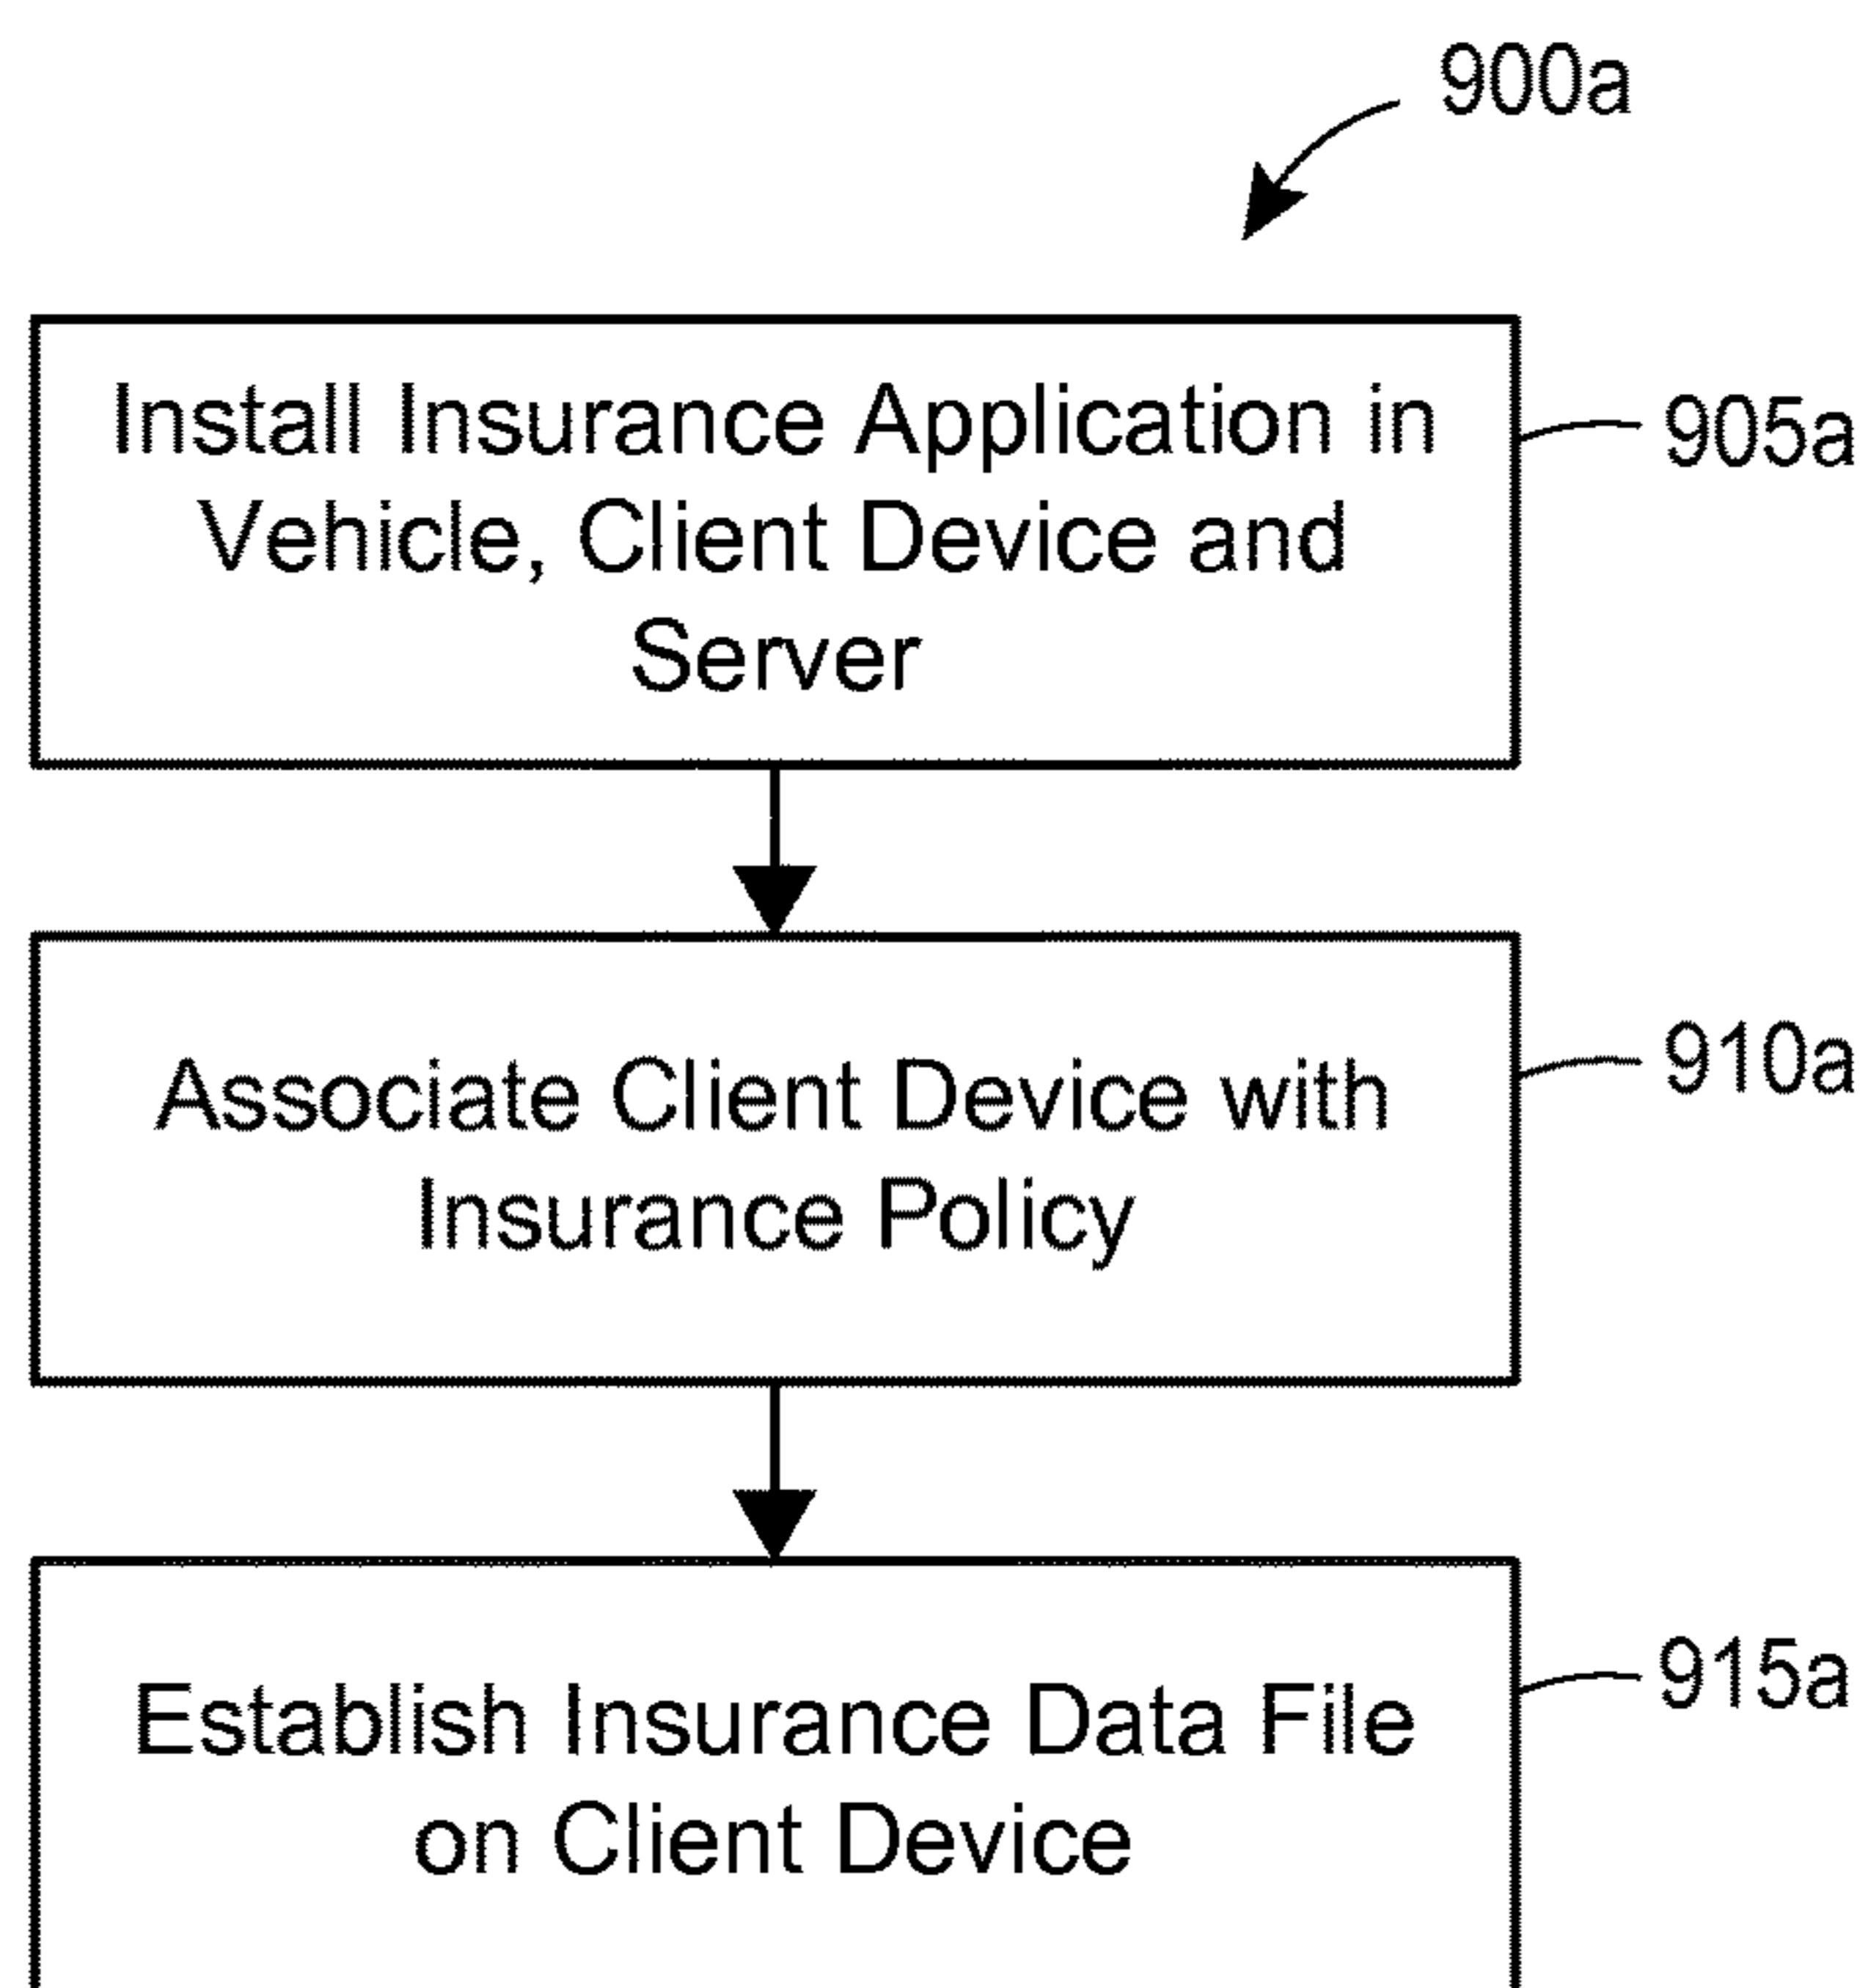 900a
Install Insurance Application in
Vehicle, Client Device and
Server
905a
Associate Client Device with
Insurance Policy
910a
Establish Insurance Data File
on Client Device
915a